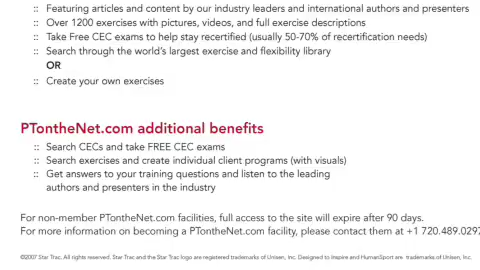 :: Featuring articles and content by our industry leaders and international authors and presenters
:: Over 1200 exercises with pictures, videos, and full exercise descriptions
:: Take Free CEC exams to help stay recertified (usually 50-70% of recertification needs)
:: Search through the world's largest exercise and flexibility library
OR
:: Create your own exercises
PTontheNet.com additional benefits
:: Search CECs and take FREE CEC exams
:: Search exercises and create individual client programs (with visuals)
:: Get answers to your training questions and listen to the leading
authors and presenters in the industry
For non-member PTontheNet.com facilities, full access to the site will expire after 90 days.
For more information on becoming a PTontheNet.com facility, please contact them at +1 720.489.029
©2007 Star Trac. All rights reserved. Star Trac and the Star Trac logo are registered trademarks of Unisen, Inc. Designed to Inspire and HumanSport are trademarks of Unisen, Inc.